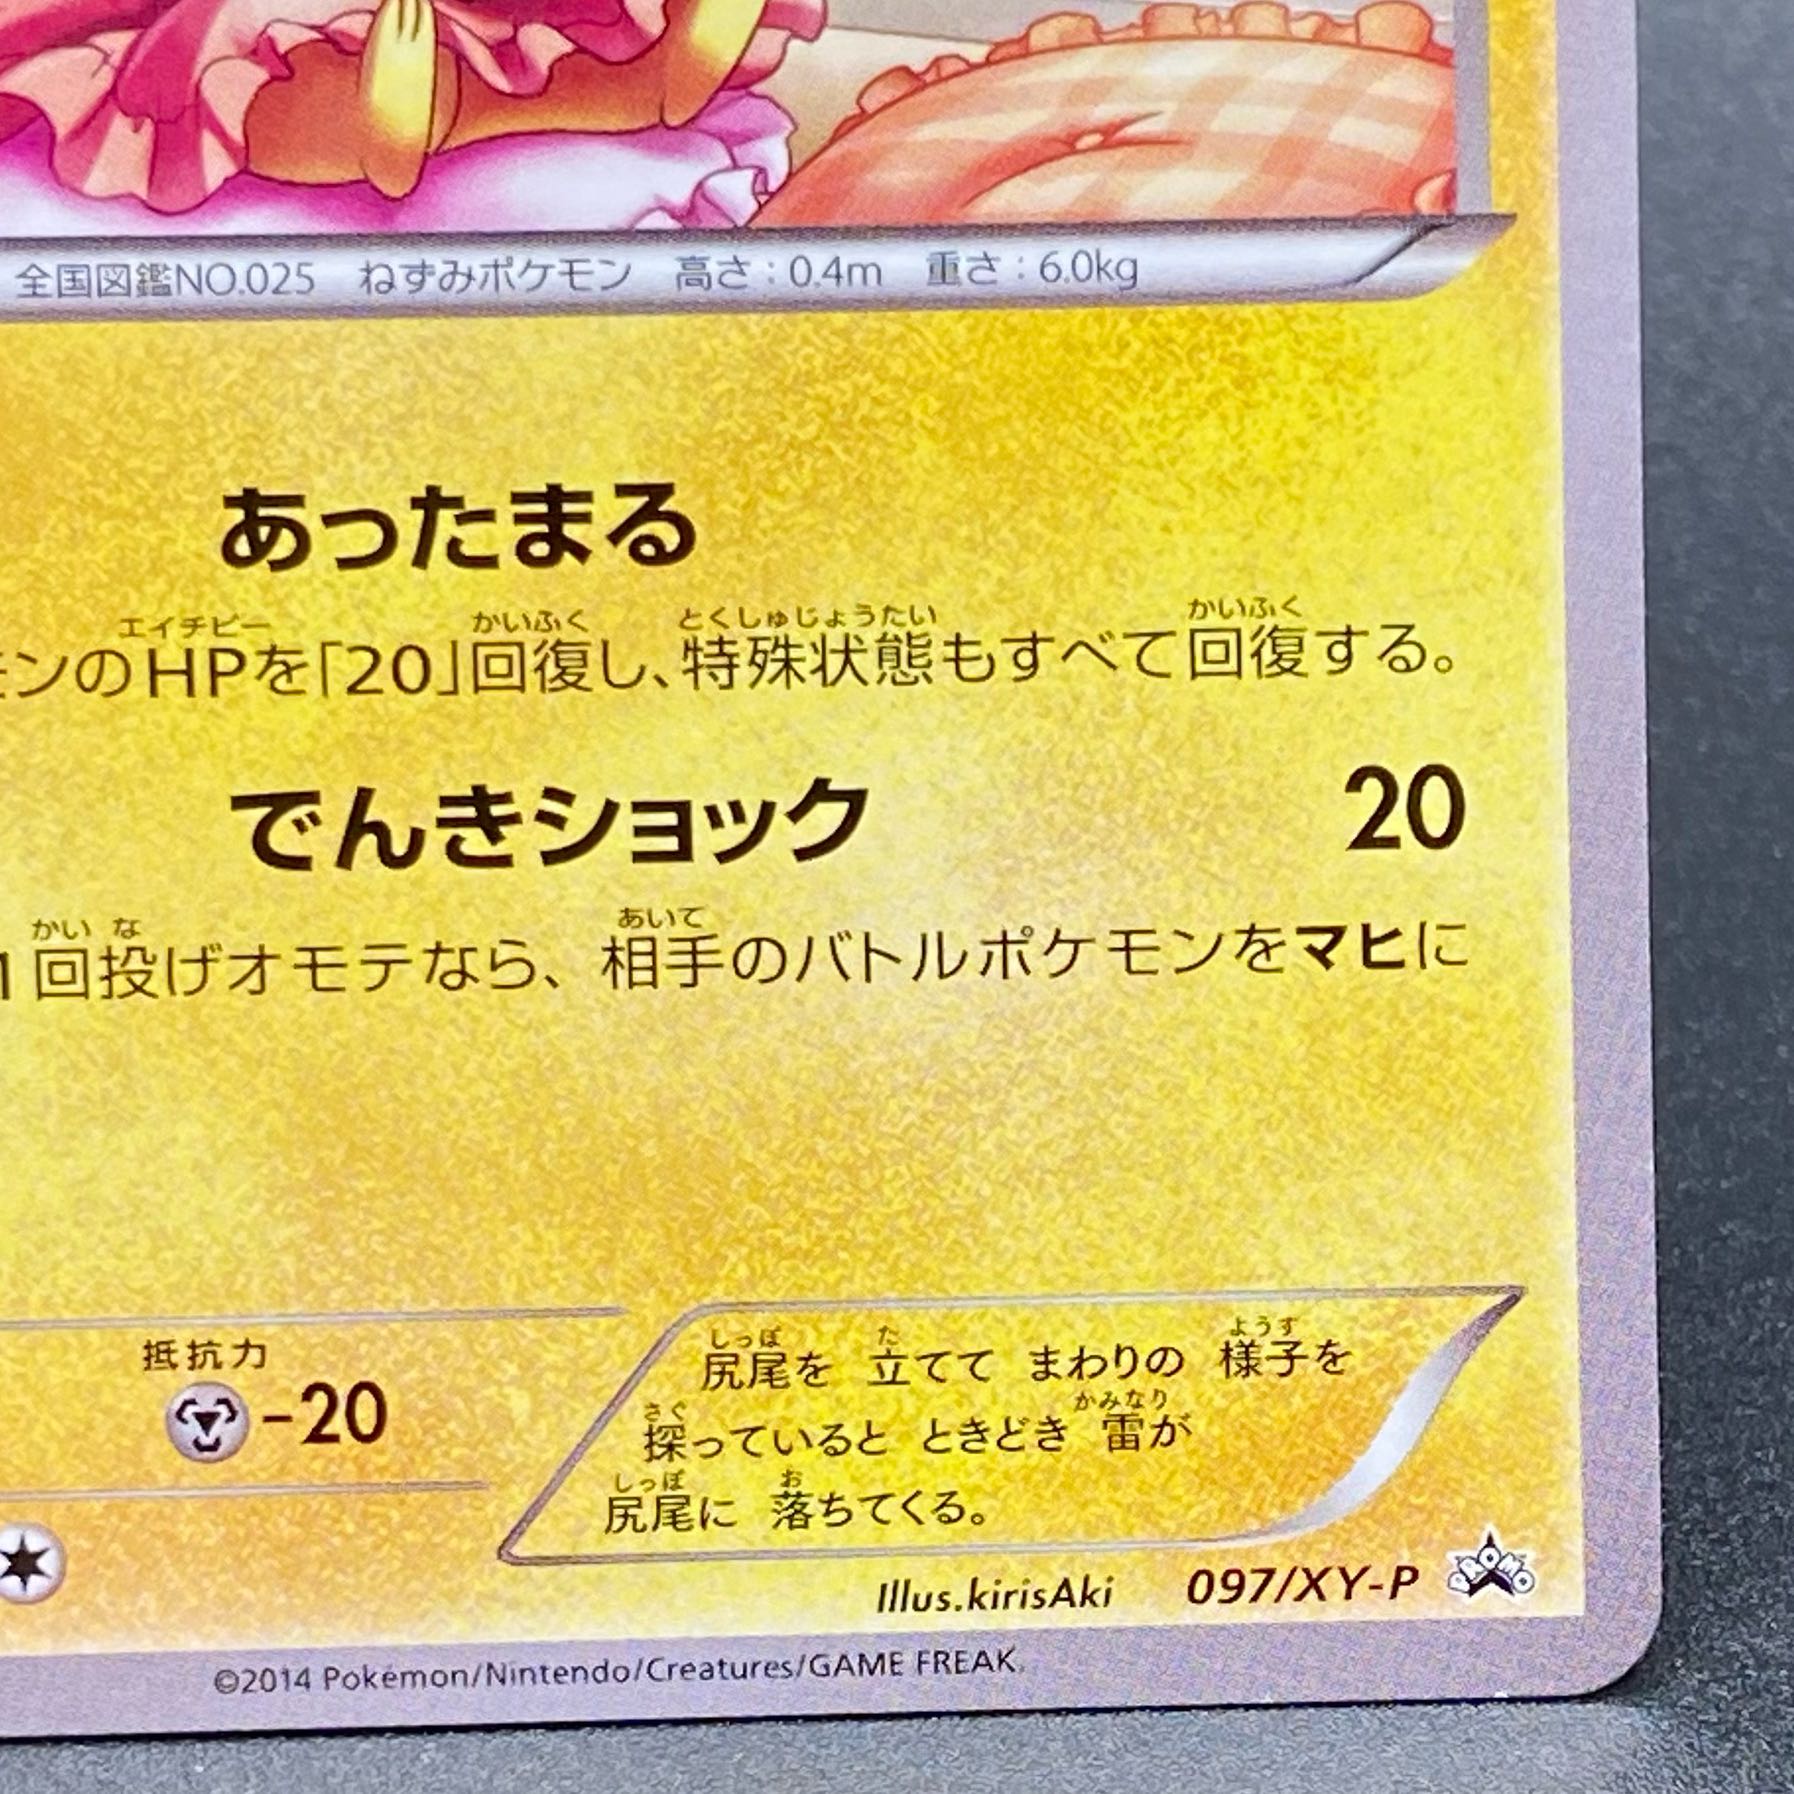 全国図鑑NO.025 ねずみポケモン 高さ：0.4m 重さ：6.0kg
あったまる
エイチピー かいふく とくしゅじょうたい かいふく
モンのHPを「20」回復し、特殊状態もすべて回復する。
でんきショック 20
かい な あいて
1回投げオモテなら、相手のバトルポケモンをマヒに
抵抗力
-20
しっぽ た ようす
尻尾を 立てて まわりの 様子を
さぐ かみなり
探っていると ときどき 雷が
しっぽ お
尻尾に 落ちてくる。
Illus.kirisAki 097/XY-P
PROMO
©2014 Pokémon/Nintendo/Creatures/GAME FREAK.